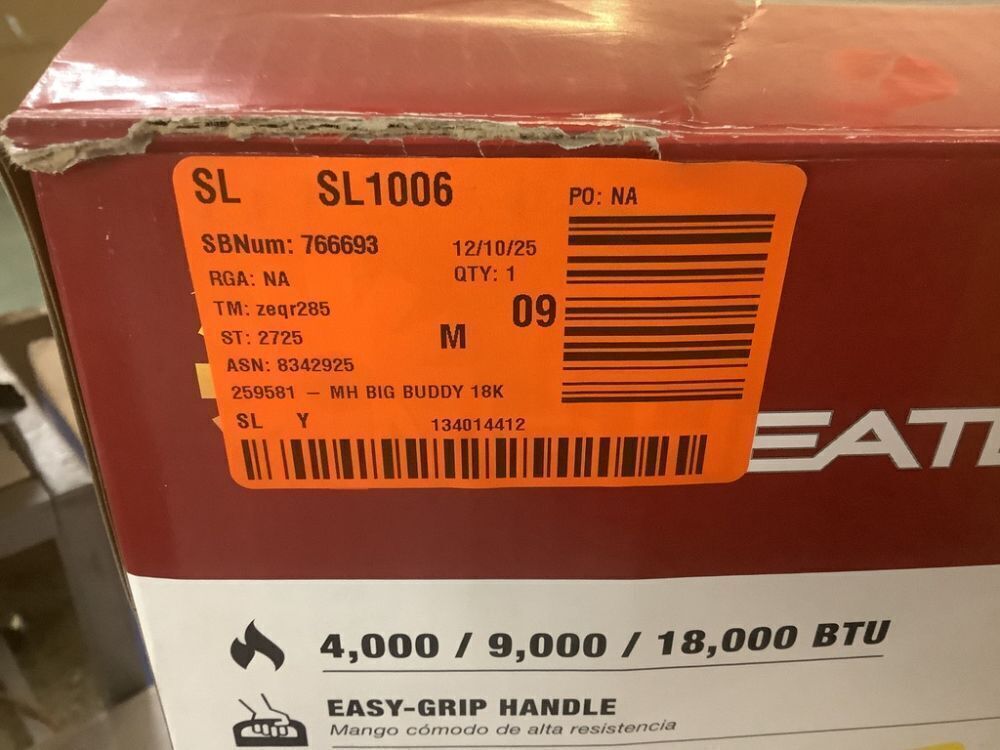 SL SL1006 PO: NA
SBNum: 766693 12/10/25
RGA: NA QTY: 1
TM: zeqr285 09
ST: 2725 M
ASN: 8342925
259581 – MH BIG BUDDY 18K
SL Y 134014412
EAT
4,000 / 9,000 / 18,000 BTU
EASY-GRIP HANDLE
Mango cómodo de alta resistencia